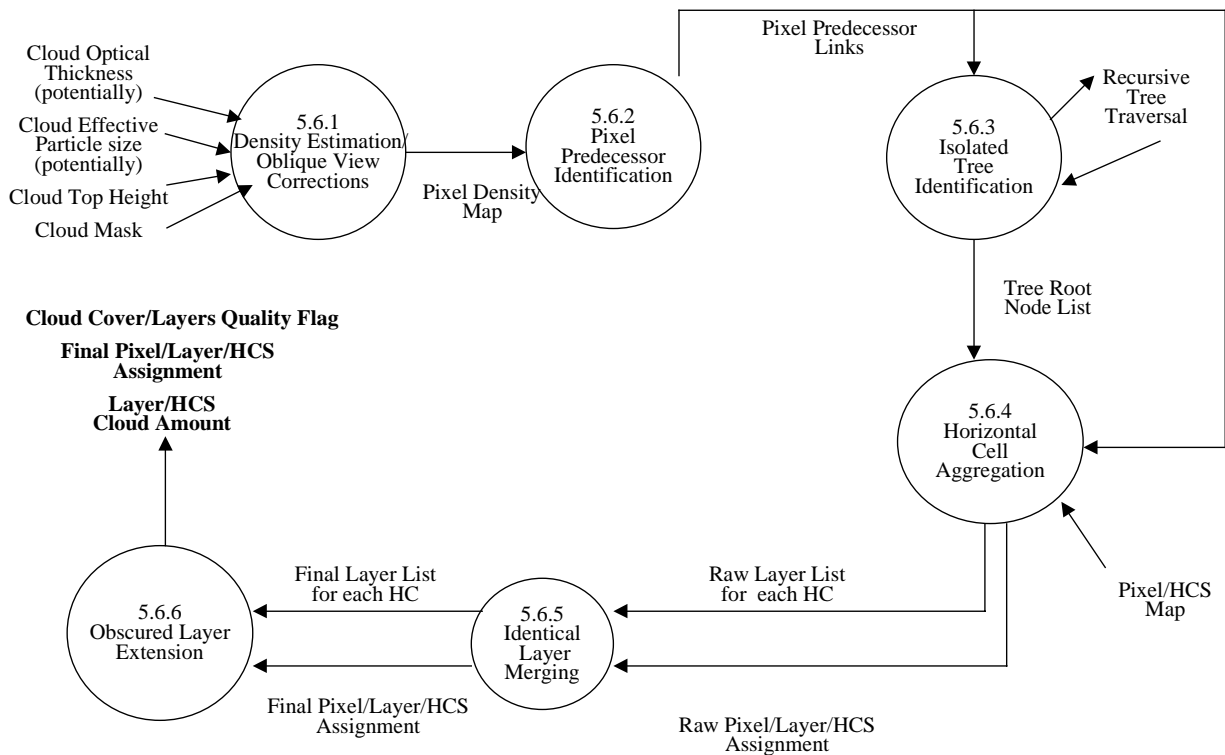 Cloud Optical
Thickness
(potentially)
Cloud Effective
Particle size
(potentially)
Cloud Top Height
Cloud Mask
5.6.1
Density Estimation/
Oblique View
Corrections
Pixel Density
Map
5.6.2
Pixel
Predecessor
Identification
Pixel Predecessor
Links
5.6.3
Isolated
Tree
Identification
Recursive
Tree
Traversal
Tree Root
Node List
5.6.4
Horizontal
Cell
Aggregation
Pixel/HCS
Map
Raw Layer List
for each HC
Raw Pixel/Layer/HCS
Assignment
5.6.5
Identical
Layer
Merging
Final Layer List
for each HC
Final Pixel/Layer/HCS
Assignment
5.6.6
Obscured Layer
Extension
Cloud Cover/Layers Quality Flag
Final Pixel/Layer/HCS
Assignment
Layer/HCS
Cloud Amount